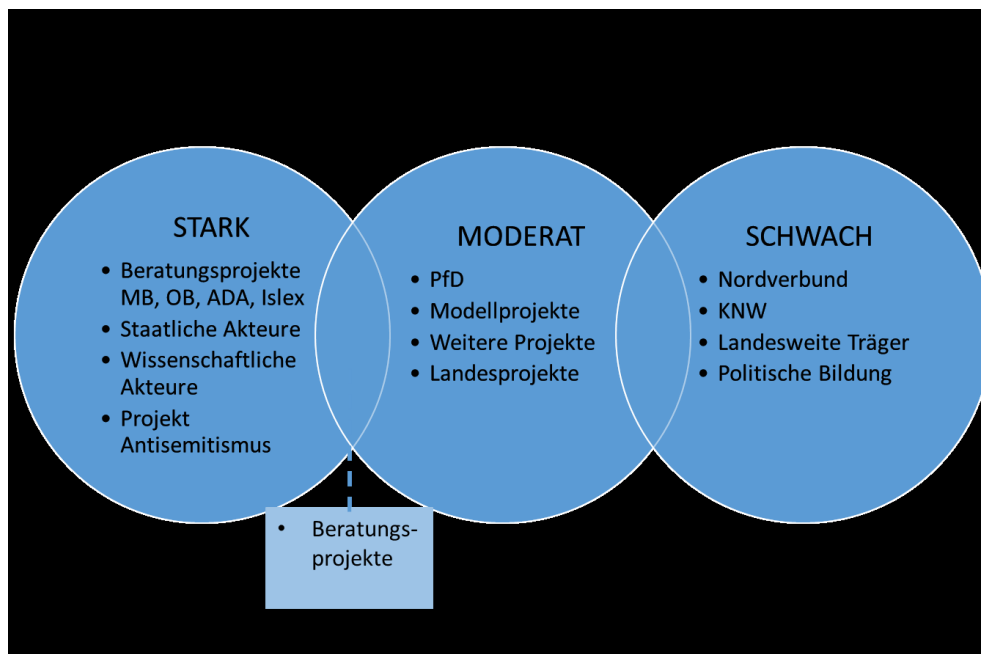 STARK
• Beratungsprojekte
MB, OB, ADA, Islex
• Staatliche Akteure
• Wissenschaftliche
Akteure
• Projekt
Antisemitismus
MODERAT
• PfD
• Modellprojekte
• Weitere Projekte
• Landesprojekte
SCHWACH
• Nordverbund
• KNW
• Landesweite Träger
• Politische Bildung
• Beratungs-
projekte